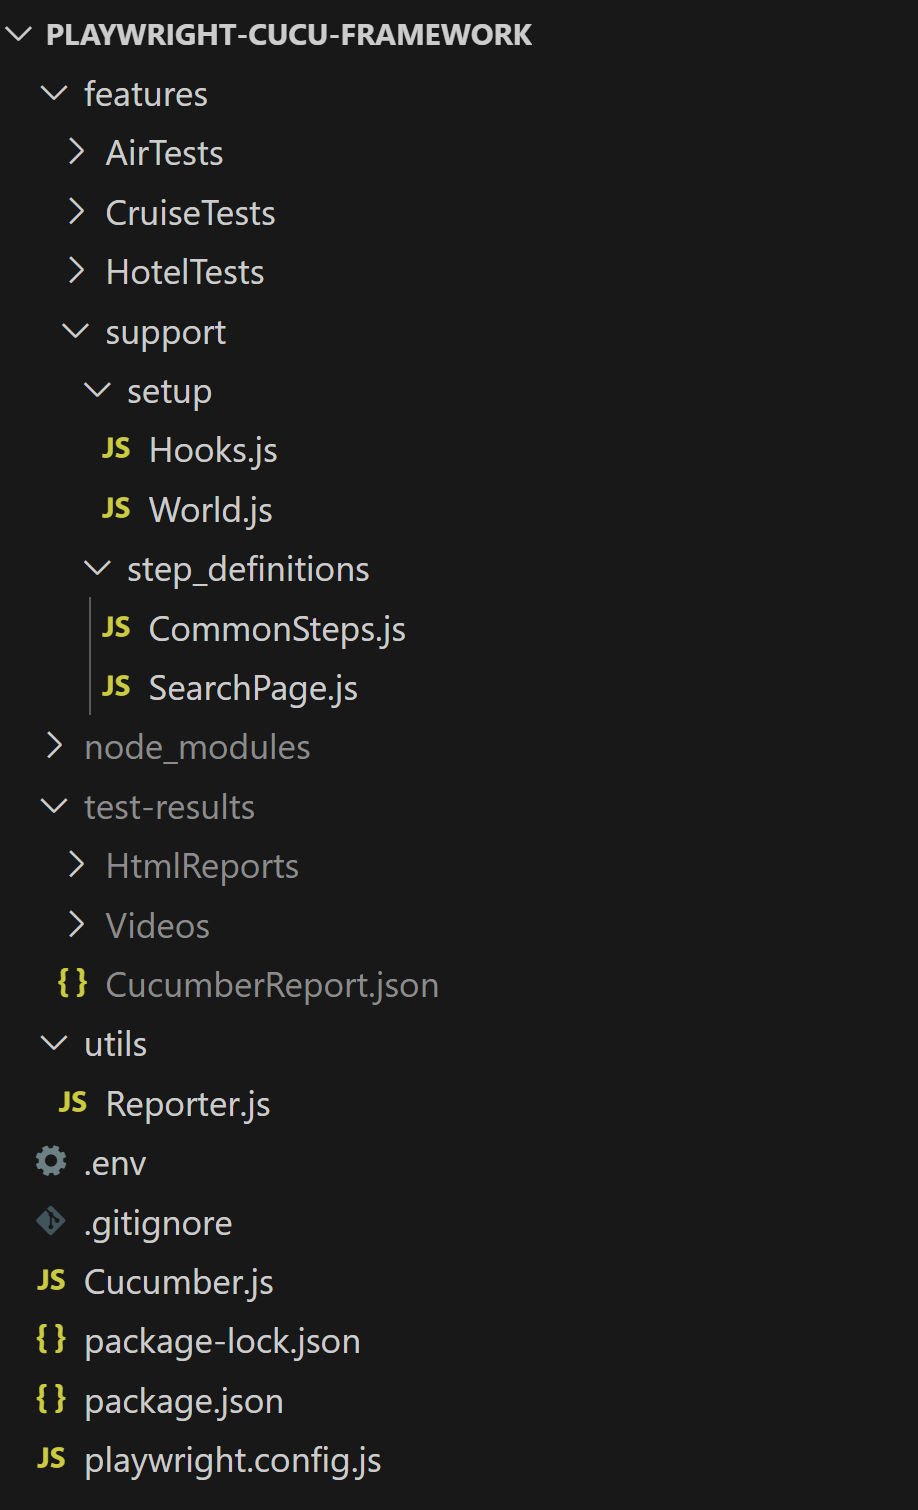 PLAYWRIGHT-CUCU-FRAMEWORK
features
AirTests
CruiseTests
HotelTests
support
setup
JS Hooks.js
JS World.js
step_definitions
JS CommonSteps.js
JS SearchPage.js
node_modules
test-results
HtmlReports
Videos
{} CucumberReport.json
utils
JS Reporter.js
.env
.gitignore
JS Cucumber.js
{} package-lock.json
{} package.json
JS playwright.config.js